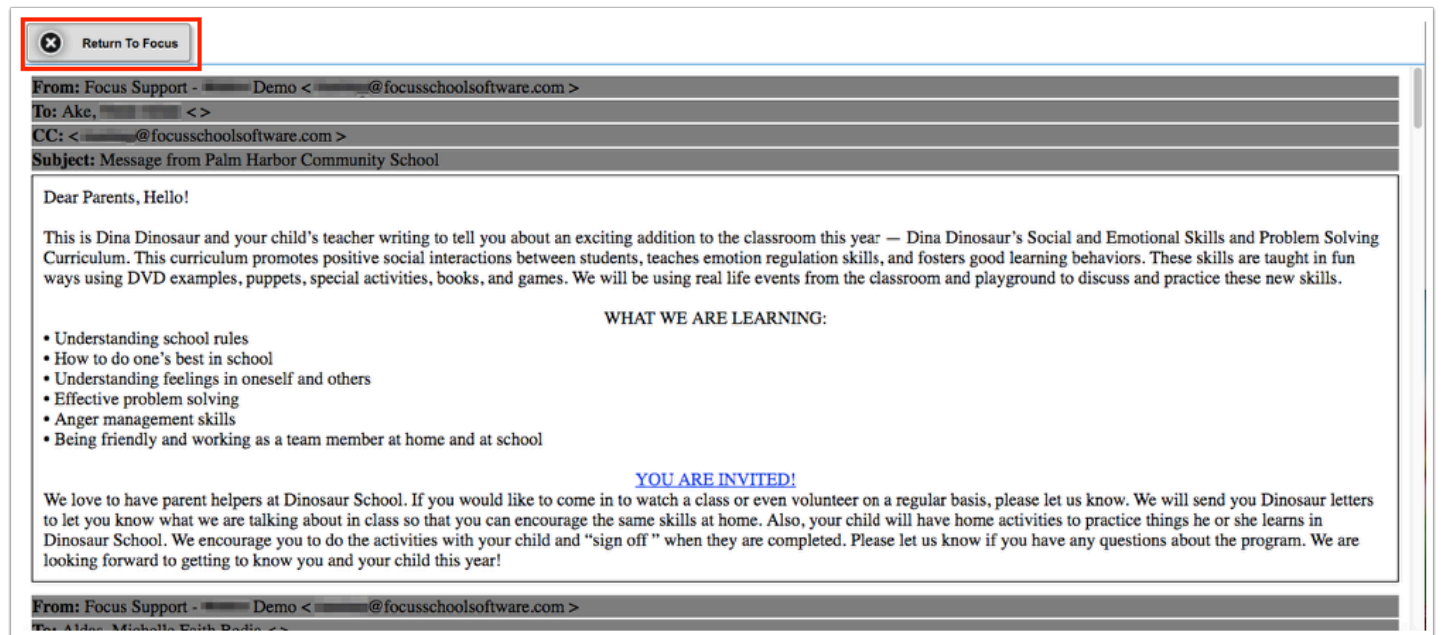 Return To Focus
From: Focus Support - Demo < @focusschoolsoftware.com >
To: Ake, < >
CC: < @focusschoolsoftware.com >
Subject: Message from Palm Harbor Community School
Dear Parents, Hello!
This is Dina Dinosaur and your child’s teacher writing to tell you about an exciting addition to the classroom this year — Dina Dinosaur’s Social and Emotional Skills and Problem Solving
Curriculum. This curriculum promotes positive social interactions between students, teaches emotion regulation skills, and fosters good learning behaviors. These skills are taught in fun
ways using DVD examples, puppets, special activities, books, and games. We will be using real life events from the classroom and playground to discuss and practice these new skills.
WHAT WE ARE LEARNING:
• Understanding school rules
• How to do one’s best in school
• Understanding feelings in oneself and others
• Effective problem solving
• Anger management skills
• Being friendly and working as a team member at home and at school
YOU ARE INVITED!
We love to have parent helpers at Dinosaur School. If you would like to come in to watch a class or even volunteer on a regular basis, please let us know. We will send you Dinosaur letters
to let you know what we are talking about in class so that you can encourage the same skills at home. Also, your child will have home activities to practice things he or she learns in
Dinosaur School. We encourage you to do the activities with your child and “sign off ” when they are completed. Please let us know if you have any questions about the program. We are
looking forward to getting to know you and your child this year!
From: Focus Support - Demo < @focusschoolsoftware.com >